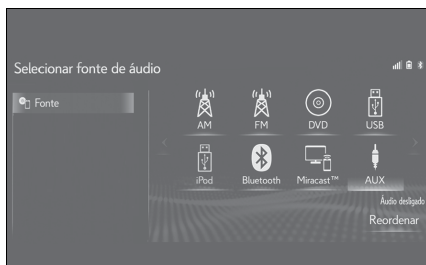 Selecionar fonte de áudio
Fonte
AM FM DVD USB
iPod Bluetooth Miracast™ AUX
Áudio desligado
Reordenar